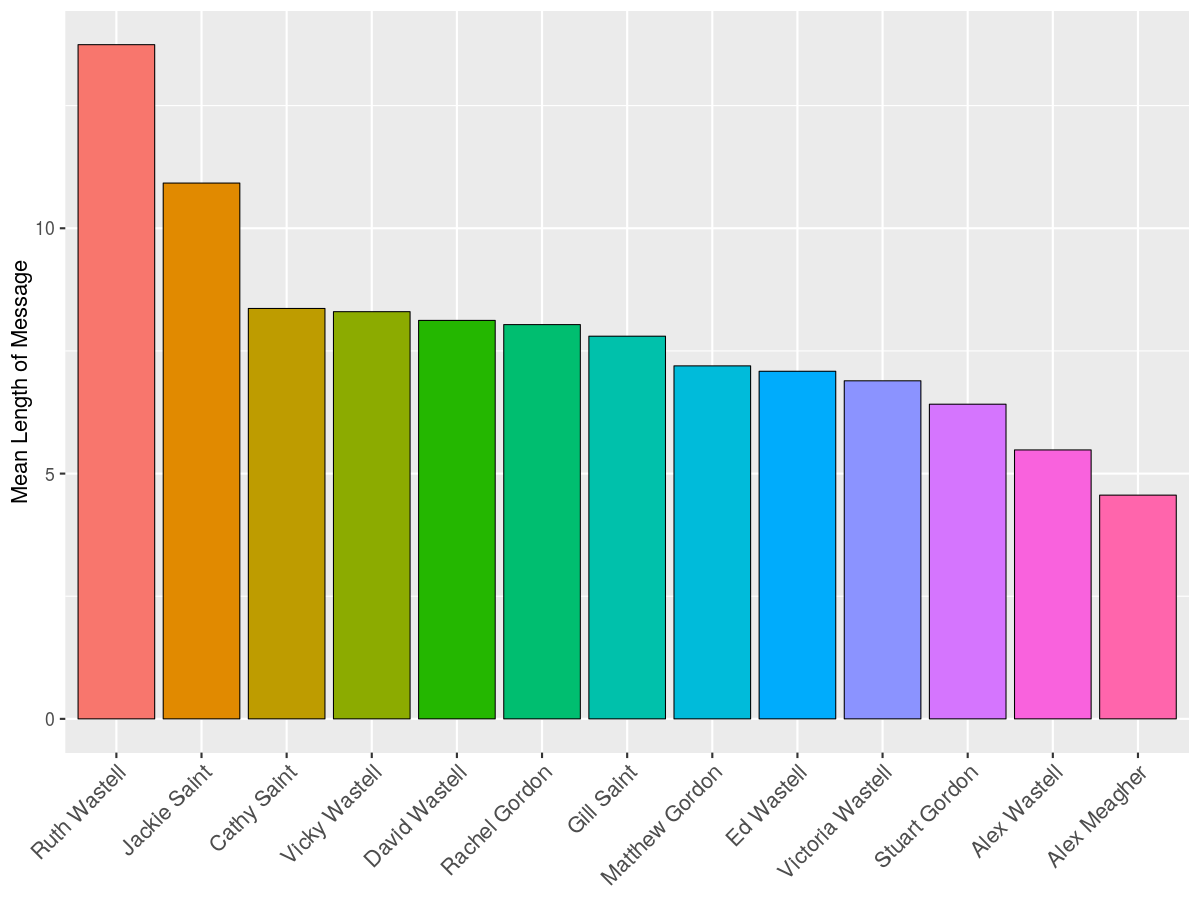 Mean Length of Message
10
5
0
Ruth Wastell
Jackie Saint
Cathy Saint
Vicky Wastell
David Wastell
Rachel Gordon
Gill Saint
Matthew Gordon
Ed Wastell
Victoria Wastell
Stuart Gordon
Alex Wastell
Alex Meagher